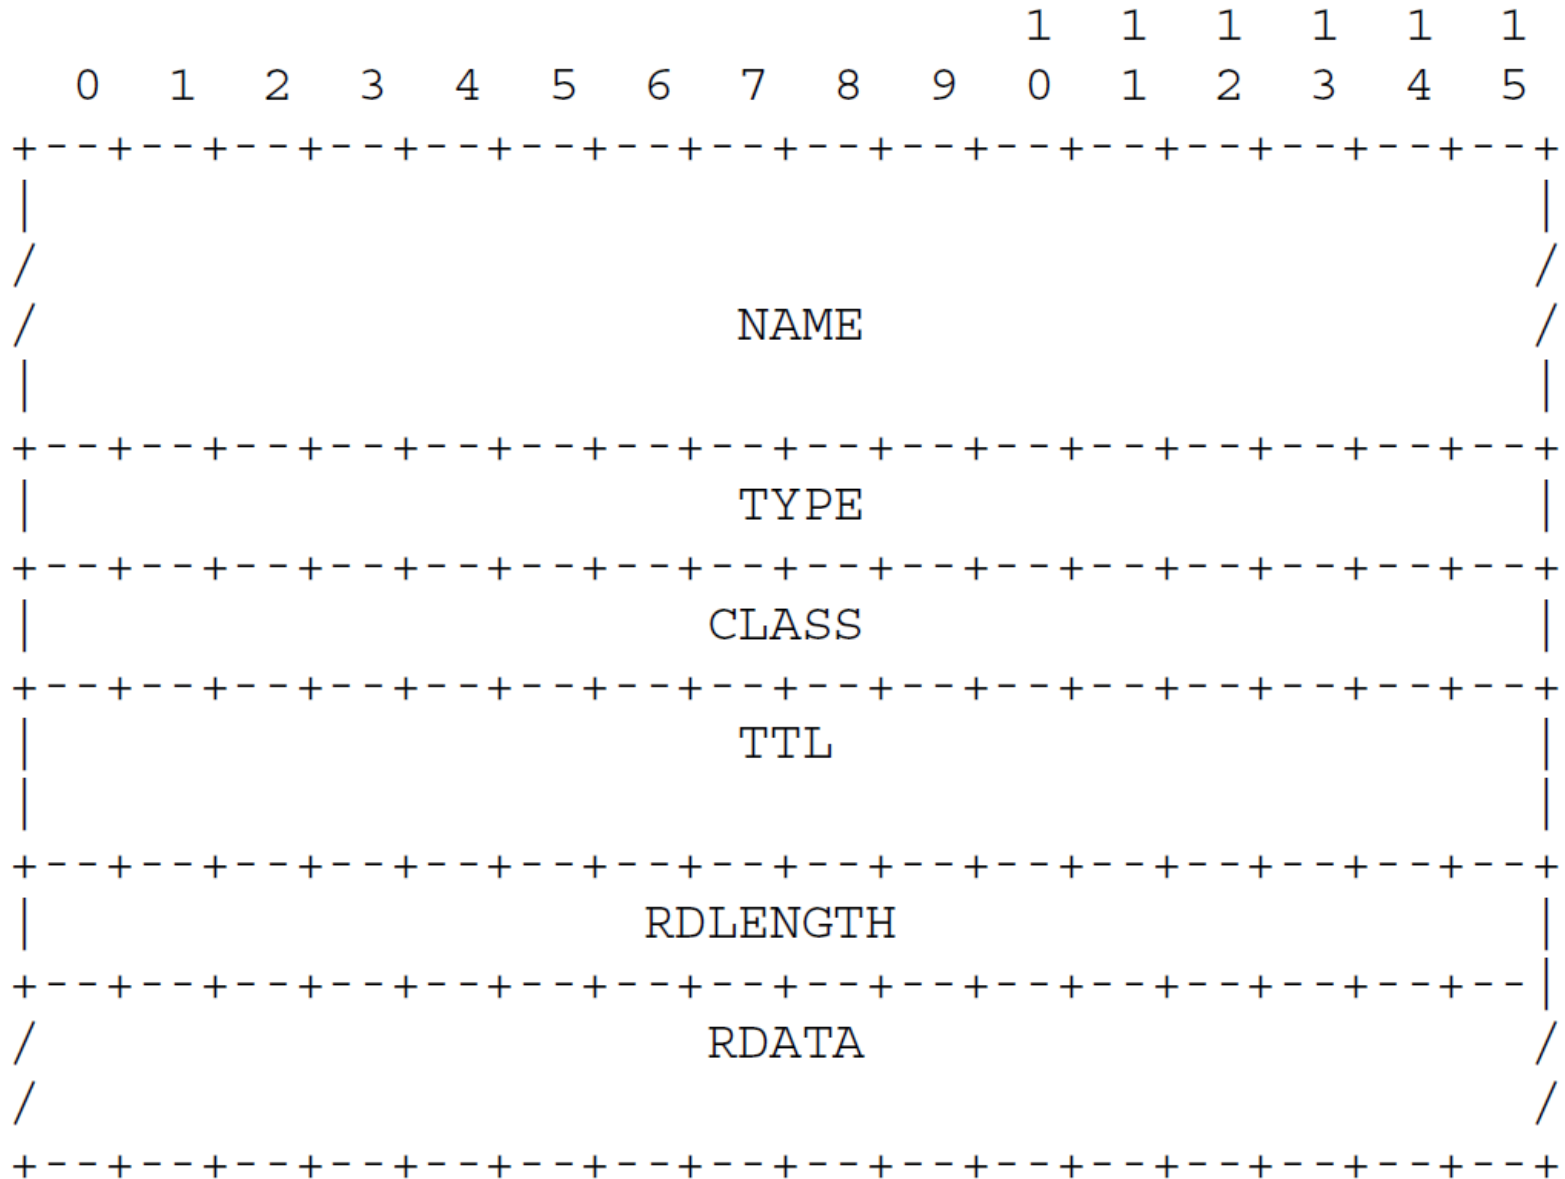 1  1  1  1  1  1
   0  1  2  3  4  5  6  7  8  9  0  1  2  3  4  5
+--+--+--+--+--+--+--+--+--+--+--+--+--+--+--+--+
|                                               |
/                                               /
/                      NAME                     /
|                                               |
+--+--+--+--+--+--+--+--+--+--+--+--+--+--+--+--+
|                      TYPE                     |
+--+--+--+--+--+--+--+--+--+--+--+--+--+--+--+--+
|                     CLASS                     |
+--+--+--+--+--+--+--+--+--+--+--+--+--+--+--+--+
|                      TTL                      |
|                                               |
+--+--+--+--+--+--+--+--+--+--+--+--+--+--+--+--+
|                   RDLENGTH                    |
+--+--+--+--+--+--+--+--+--+--+--+--+--+--+--+--|
/                     RDATA                     /
/                                               /
+--+--+--+--+--+--+--+--+--+--+--+--+--+--+--+--+